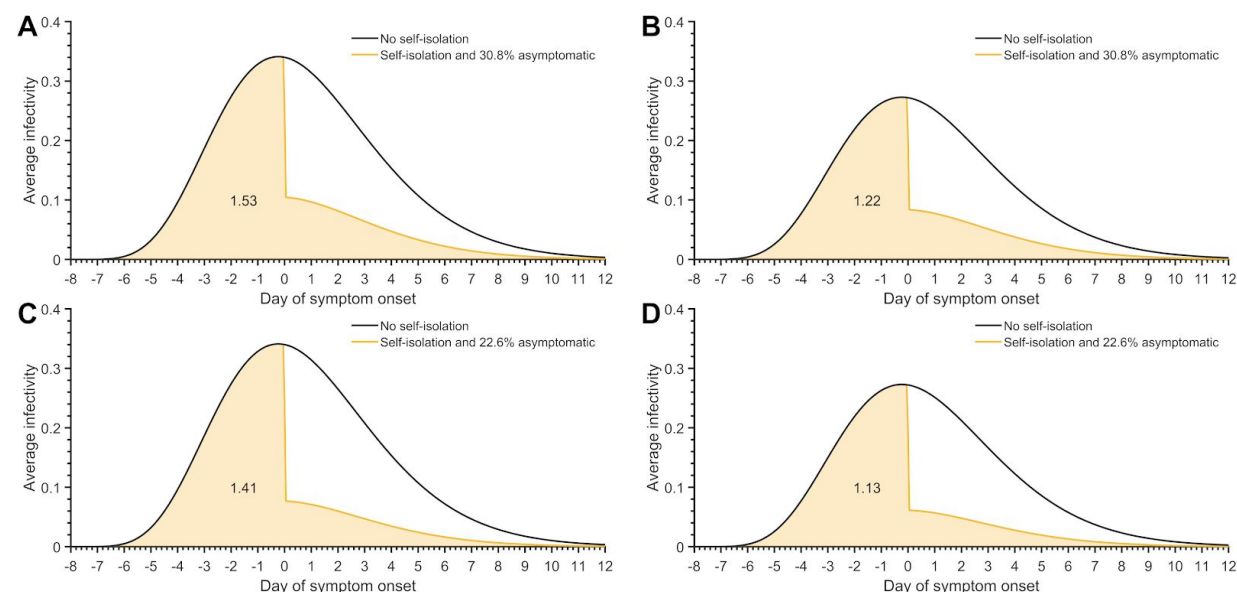 A
0.4
0.3
0.2
0.1
0
Average infectivity
No self-isolation
Self-isolation and 30.8% asymptomatic
1.53
-8 -7 -6 -5 -4 -3 -2 -1 0 1 2 3 4 5 6 7 8 9 10 11 12
Day of symptom onset
B
0.4
0.3
0.2
0.1
0
Average infectivity
No self-isolation
Self-isolation and 30.8% asymptomatic
1.22
-8 -7 -6 -5 -4 -3 -2 -1 0 1 2 3 4 5 6 7 8 9 10 11 12
Day of symptom onset
C
0.4
0.3
0.2
0.1
0
Average infectivity
No self-isolation
Self-isolation and 22.6% asymptomatic
1.41
-8 -7 -6 -5 -4 -3 -2 -1 0 1 2 3 4 5 6 7 8 9 10 11 12
Day of symptom onset
D
0.4
0.3
0.2
0.1
0
Average infectivity
No self-isolation
Self-isolation and 22.6% asymptomatic
1.13
-8 -7 -6 -5 -4 -3 -2 -1 0 1 2 3 4 5 6 7 8 9 10 11 12
Day of symptom onset